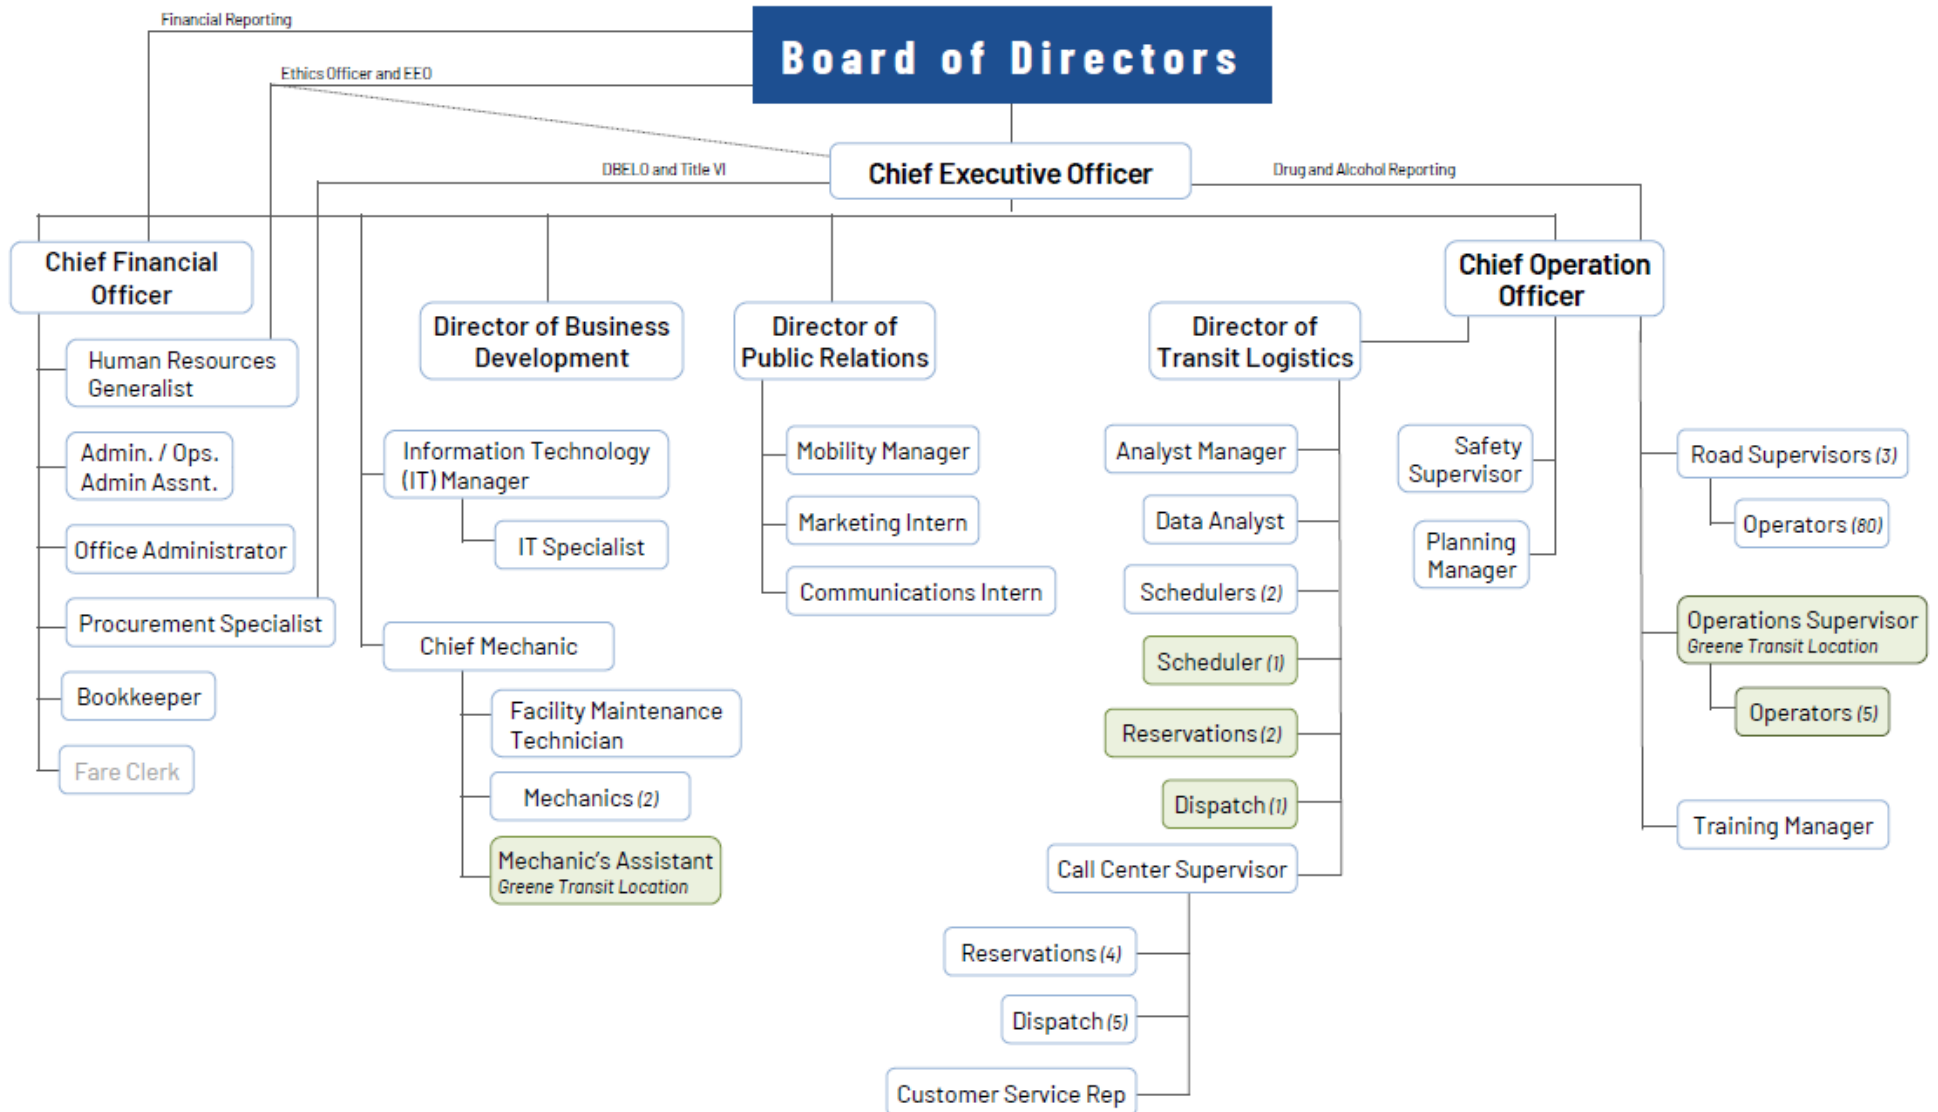 Financial Reporting
Board of Directors
Ethics Officer and EEO
DBELO and Title VI
Chief Executive Officer
Drug and Alcohol Reporting
Chief Financial
Officer
Human Resources
Generalist
Admin. / Ops.
Admin Assnt.
Office Administrator
Procurement Specialist
Bookkeeper
Fare Clerk
Director of Business
Development
Information Technology
(IT) Manager
IT Specialist
Chief Mechanic
Facility Maintenance
Technician
Mechanics (2)
Mechanic's Assistant
Greene Transit Location
Director of
Public Relations
Mobility Manager
Marketing Intern
Communications Intern
Director of
Transit Logistics
Analyst Manager
Data Analyst
Schedulers (2)
Scheduler (1)
Reservations (2)
Dispatch (1)
Call Center Supervisor
Reservations (4)
Dispatch (5)
Customer Service Rep
Chief Operation
Officer
Safety
Supervisor
Planning
Manager
Road Supervisors (3)
Operators (80)
Operations Supervisor
Greene Transit Location
Operators (5)
Training Manager